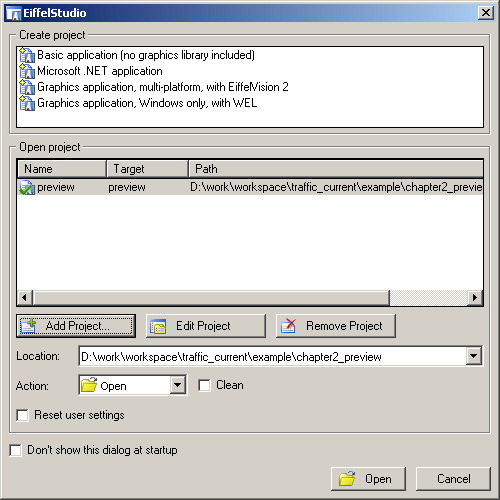 EiffelStudio
Create project
Basic application (no graphics library included)
Microsoft .NET application
Graphics application, multi-platform, with EiffelVision 2
Graphics application, Windows only, with WEL
Open project
Name Target Path
preview preview D:\work\workspace\traffic_current\example\chapter2_previe
Add Project... Edit Project Remove Project
Location: D:\work\workspace\traffic_current\example\chapter2_preview
Action: Open Clean
Reset user settings
Don't show this dialog at startup
Open Cancel